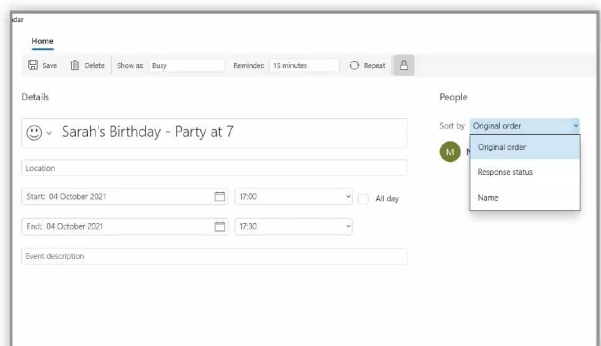 dar
Home
Save Delete Show as: Busy Reminder: 15 minutes Repeat
Details
People
Sarah's Birthday - Party at 7
Sort by Original order
Original order
M
Location
Response status
Start: 04 October 2021 17:00 All day
Name
End: 04 October 2021 17:30
Event description